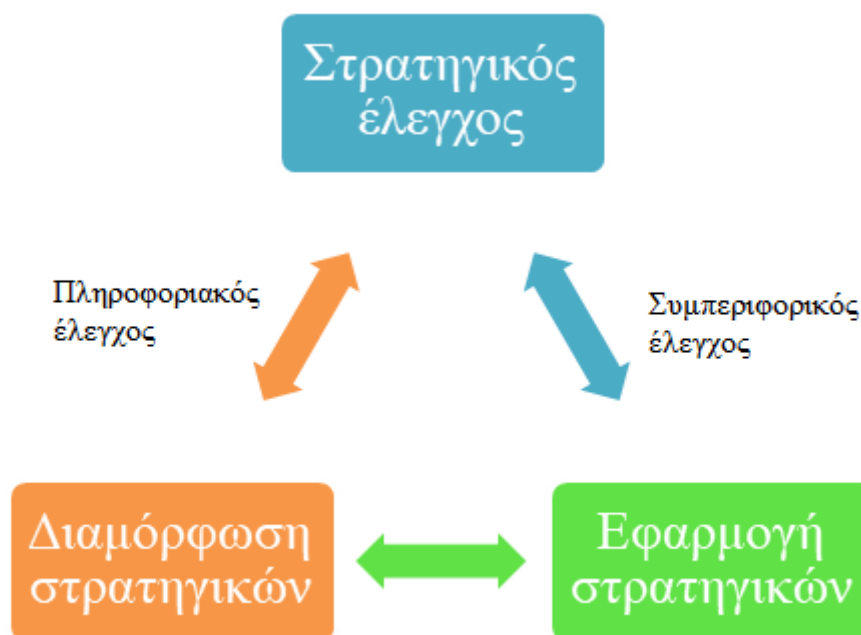 Στρατηγικός
έλεγχος
Πληροφοριακός
έλεγχος
Συμπεριφορικός
έλεγχος
Διαμόρφωση
στρατηγικών
Εφαρμογή
στρατηγικών